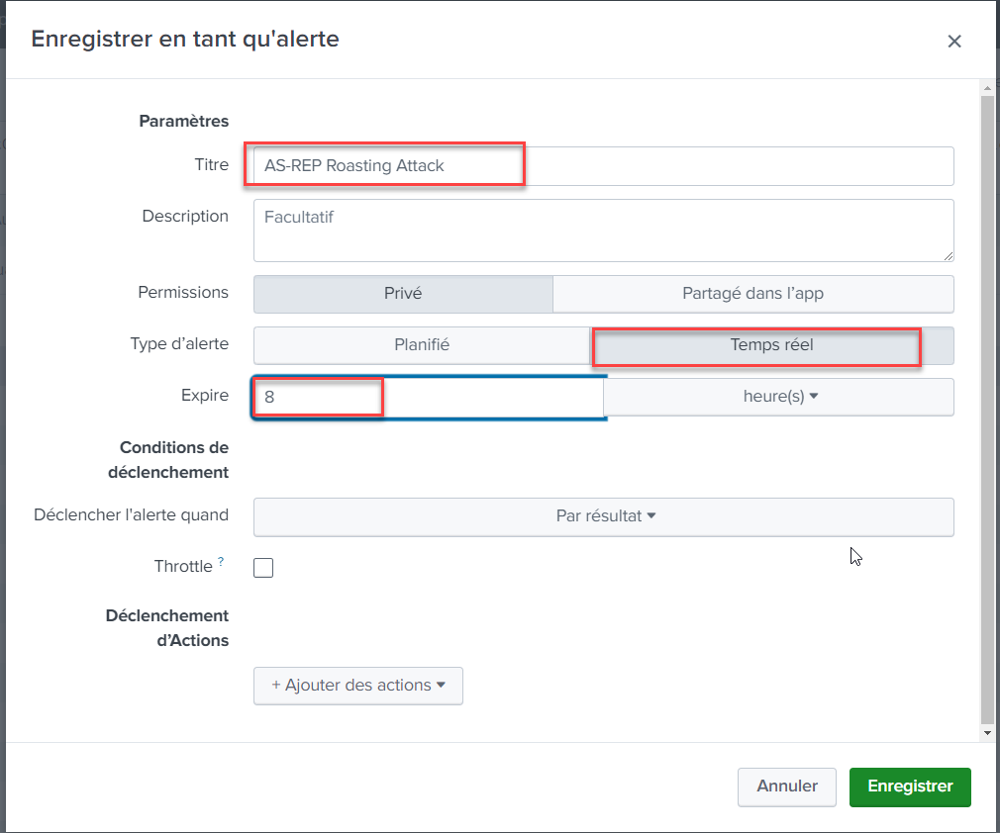 Enregistrer en tant qu'alerte
Paramètres
Titre
AS-REP Roasting Attack
Description
Facultatif
Permissions
Privé
Partagé dans l’app
Type d’alerte
Planifié
Temps réel
Expire
8
heure(s)
Conditions de
déclenchement
Déclencher l'alerte quand
Par résultat
Throttle ?
Déclenchement
d’Actions
+ Ajouter des actions
Annuler
Enregistrer